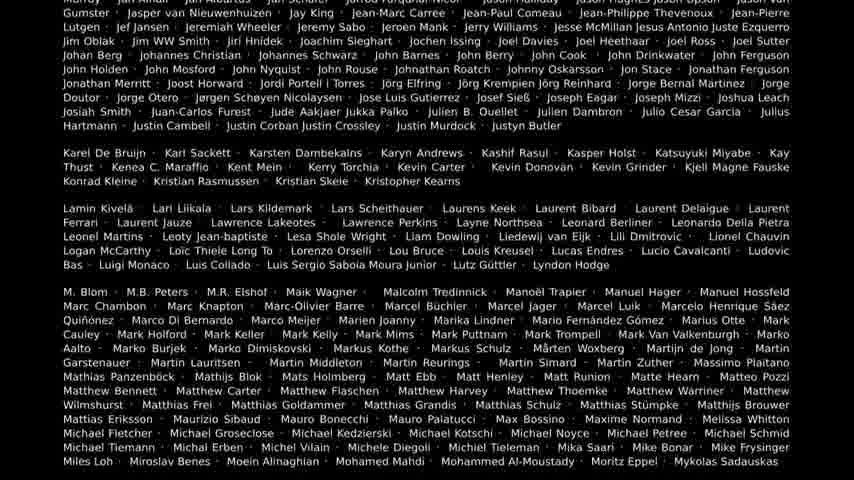 Gumster · Jasper van Nieuwenhuizen · Jay King · Jean-Marc Carree · Jean-Paul Comeau · Jean-Philippe Thevenoux · Jean-Pierre
Lutgen · Jef Jansen · Jeremiah Wheeler · Jeremy Sabo · Jeroen Mank · Jerry Williams · Jesse McMillan Jesus Antonio Juste Ezquerro
Jim Oblak · Jim WW Smith · Jiří Hnídek · Joachim Sieghart · Jochen Issing · Joel Davies · Joel Heethaar · Joël Ross · Joel Sutter
Johan Berg · Johannes Christian · Johannes Schwarz · John Barnes · John Berry · John Cook · John Drinkwater · John Ferguson
John Holden · John Mosford · John Nyquist · John Rouse · Johnathan Roatch · Johnny Oskarsson · Jon Stace · Jonathan Ferguson
Jonathan Merritt · Joost Horward · Jordi Porteil i Torres · Jörg Elfring · Jörg Krempien Jörg Reinhard · Jorge Bernal Martinez · Jorge
Doutor · Jorge Otero · Jørgen Schøyen Nicolaysen · Jose Luis Gutierrez · Josef Sieß · Joseph Eagar · Joseph Mizzi · Joshua Leach
Josiah Smith · Juan-Carlos Furest · Jude Aakjaer Jukka Palko · Julien B. Ouellet · Julien Dambron · Julio Cesar Garcia · Julius
Hartmann · Justin Cambell · Justin Corban Justin Crossley · Justin Murdock · Justyn Butler
Karel De Bruijn · Karl Sackett · Karsten Dambekalns · Karyn Andrews · Kashif Rasul · Kasper Holst · Katsuyuki Miyabe · Kay
Thust · Kenea C. Maraffio · Kent Mein · Kerry Torchia · Kevin Carter · Kevin Donovan · Kevin Grinder · Kjell Magne Fauske
Konrad Kleine · Kristian Rasmussen · Kristian Skeie · Kristopher Kearns
Lamin Kivelä · Lari Liikala · Lars Kildemark · Lars Scheithauer · Laurens Keek · Laurent Bibard · Laurent Delaigue · Laurent
Ferrari · Laurent Jauze · Lawrence Lakeotes · Lawrence Perkins · Layne Northsea · Leonard Berliner · Leonardo Della Pietra
Leonel Martins · Leoty Jean-baptiste · Lesa Shole Wright · Liam Dowling · Liedewij van Eijk · Lili Dmitrovic · Lionel Chauvin
Logan McCarthy · Loïc Thiele Long To · Lorenzo Orselli · Lou Bruce · Louis Kreusel · Lucas Endres · Lucio Cavalcanti · Ludovic
Bas · Luigi Monaco · Luis Collado · Luis Sergio Saboia Moura Junior · Lutz Güttler · Lyndon Hodge
M. Blom · M.B. Peters · M.R. Elshof · Maik Wagner · Malcolm Tredinnick · Manoël Trapier · Manuel Hager · Manuel Hossfeld
Marc Chambon · Marc Knapton · Marc-Olivier Barre · Marcel Büchler · Marcel Jager · Marcel Luik · Marcelo Henrique Sáez
Quiñónez · Marco Di Bernardo · Marco Meijer · Marien Joanny · Marika Lindner · Mario Fernández Gómez · Marius Otte · Mark
Cauley · Mark Holford · Mark Keller · Mark Kelly · Mark Mims · Mark Puttnam · Mark Trompell · Mark Van Valkenburgh · Marko
Aalto · Marko Burjek · Marko Dimiskovski · Markus Kothe · Markus Schulz · Mårten Woxberg · Martijn de Jong · Martin
Garstenauer · Martin Lauritsen · Martin Middleton · Martin Reurings · Martin Simard · Martin Zuther · Massimo Plaitano
Mathias Panzenböck · Mathijs Blok · Mats Holmberg · Matt Ebb · Matt Henley · Matt Runion · Matte Hearn · Matteo Pozzi
Matthew Bennett · Matthew Carter · Matthew Flaschen · Matthew Harvey · Matthew Thoemke · Matthew Warriner · Matthew
Wilmshurst · Matthias Frei · Matthias Goldammer · Matthias Grandis · Matthias Schulz · Matthias Stümpke · Matthijs Brouwer
Mattias Eriksson · Maurizio Sibaud · Mauro Bonecchi · Mauro Palatucci · Max Bossino · Maxime Normand · Melissa Whitton
Michael Fletcher · Michael Groseclose · Michael Kedzierski · Michael Kotschi · Michael Noyce · Michael Petree · Michael Schmid
Michael Tiemann · Michai Erben · Michel Vilain · Michele Diegoli · Michiel Tieleman · Mika Saari · Mike Bonar · Mike Frysinger
Miles Loh · Miroslav Benes · Moein Alinaghian · Mohamed Mahdi · Mohammed Al-Moustady · Moritz Eppel · Mykolas Sadauskas